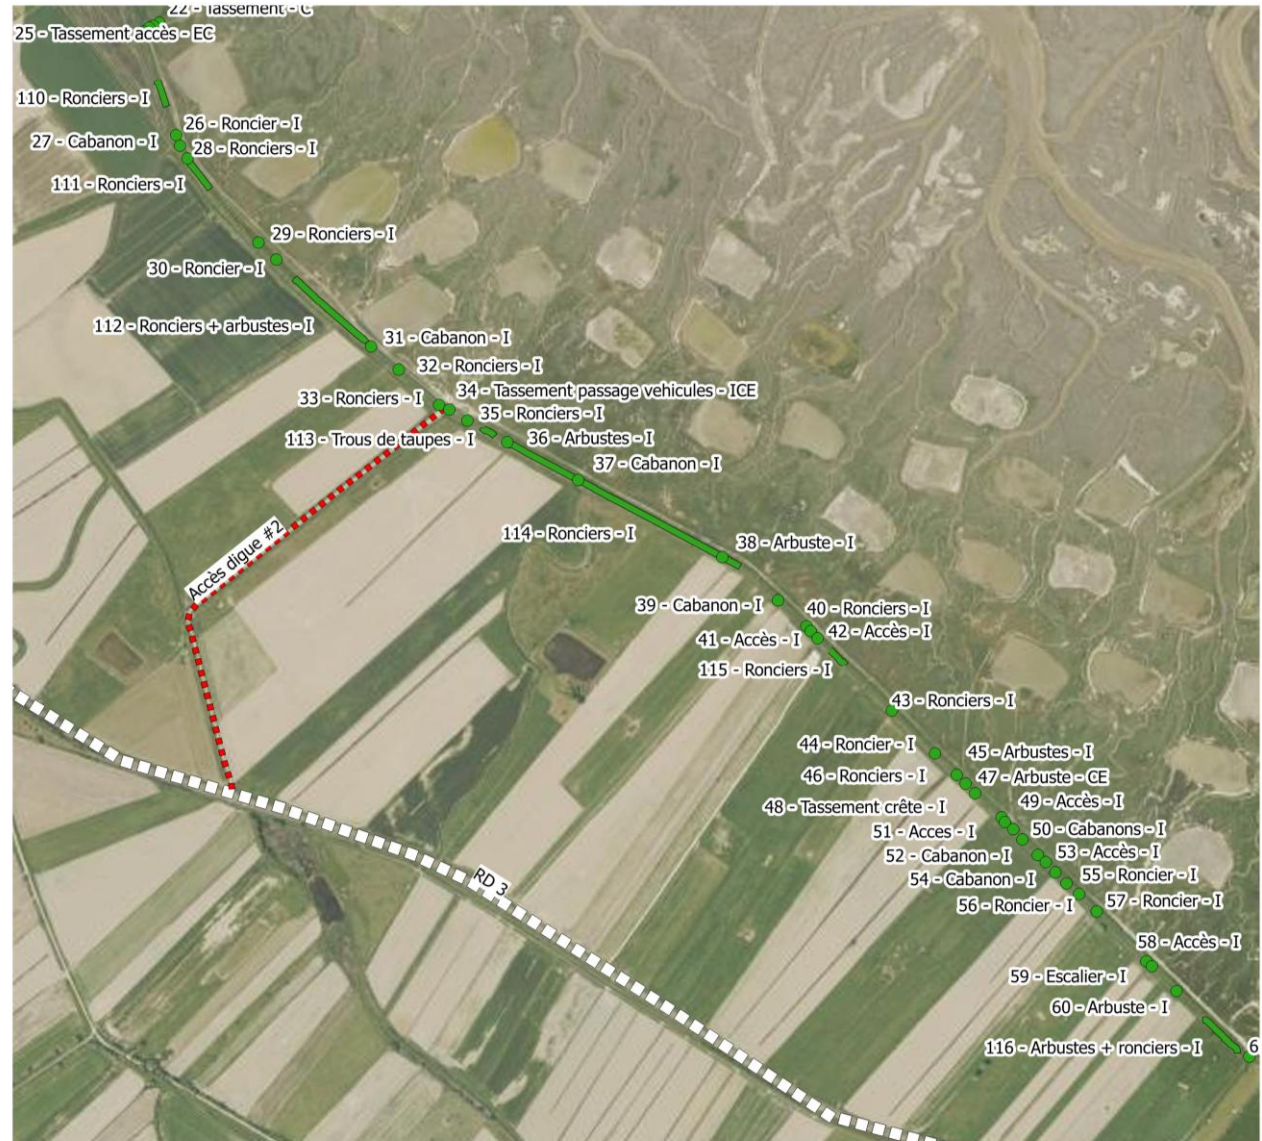 22 - Tassement - C
25 - Tassement accès - EC
110 - Ronciers - I
26 - Roncier - I
27 - Cabanon - I
28 - Ronciers - I
111 - Ronciers - I
29 - Ronciers - I
30 - Roncier - I
112 - Ronciers + arbustes - I
31 - Cabanon - I
32 - Ronciers - I
34 - Tassement passage vehicules - ICE
33 - Ronciers - I
35 - Ronciers - I
113 - Trous de taupes - I
36 - Arbustes - I
37 - Cabanon - I
114 - Ronciers - I
38 - Arbuste - I
Accès digue #2
39 - Cabanon - I
40 - Ronciers - I
42 - Accès - I
41 - Accès - I
115 - Ronciers - I
43 - Ronciers - I
44 - Roncier - I
45 - Arbustes - I
46 - Ronciers - I
47 - Arbuste - CE
48 - Tassement crête - I
49 - Accès - I
51 - Acces - I
50 - Cabanons - I
52 - Cabanon - I
53 - Accès - I
54 - Cabanon - I
55 - Roncier - I
RD 3
56 - Roncier - I
57 - Roncier - I
58 - Accès - I
59 - Escalier - I
60 - Arbuste - I
116 - Arbustes + ronciers - I
6